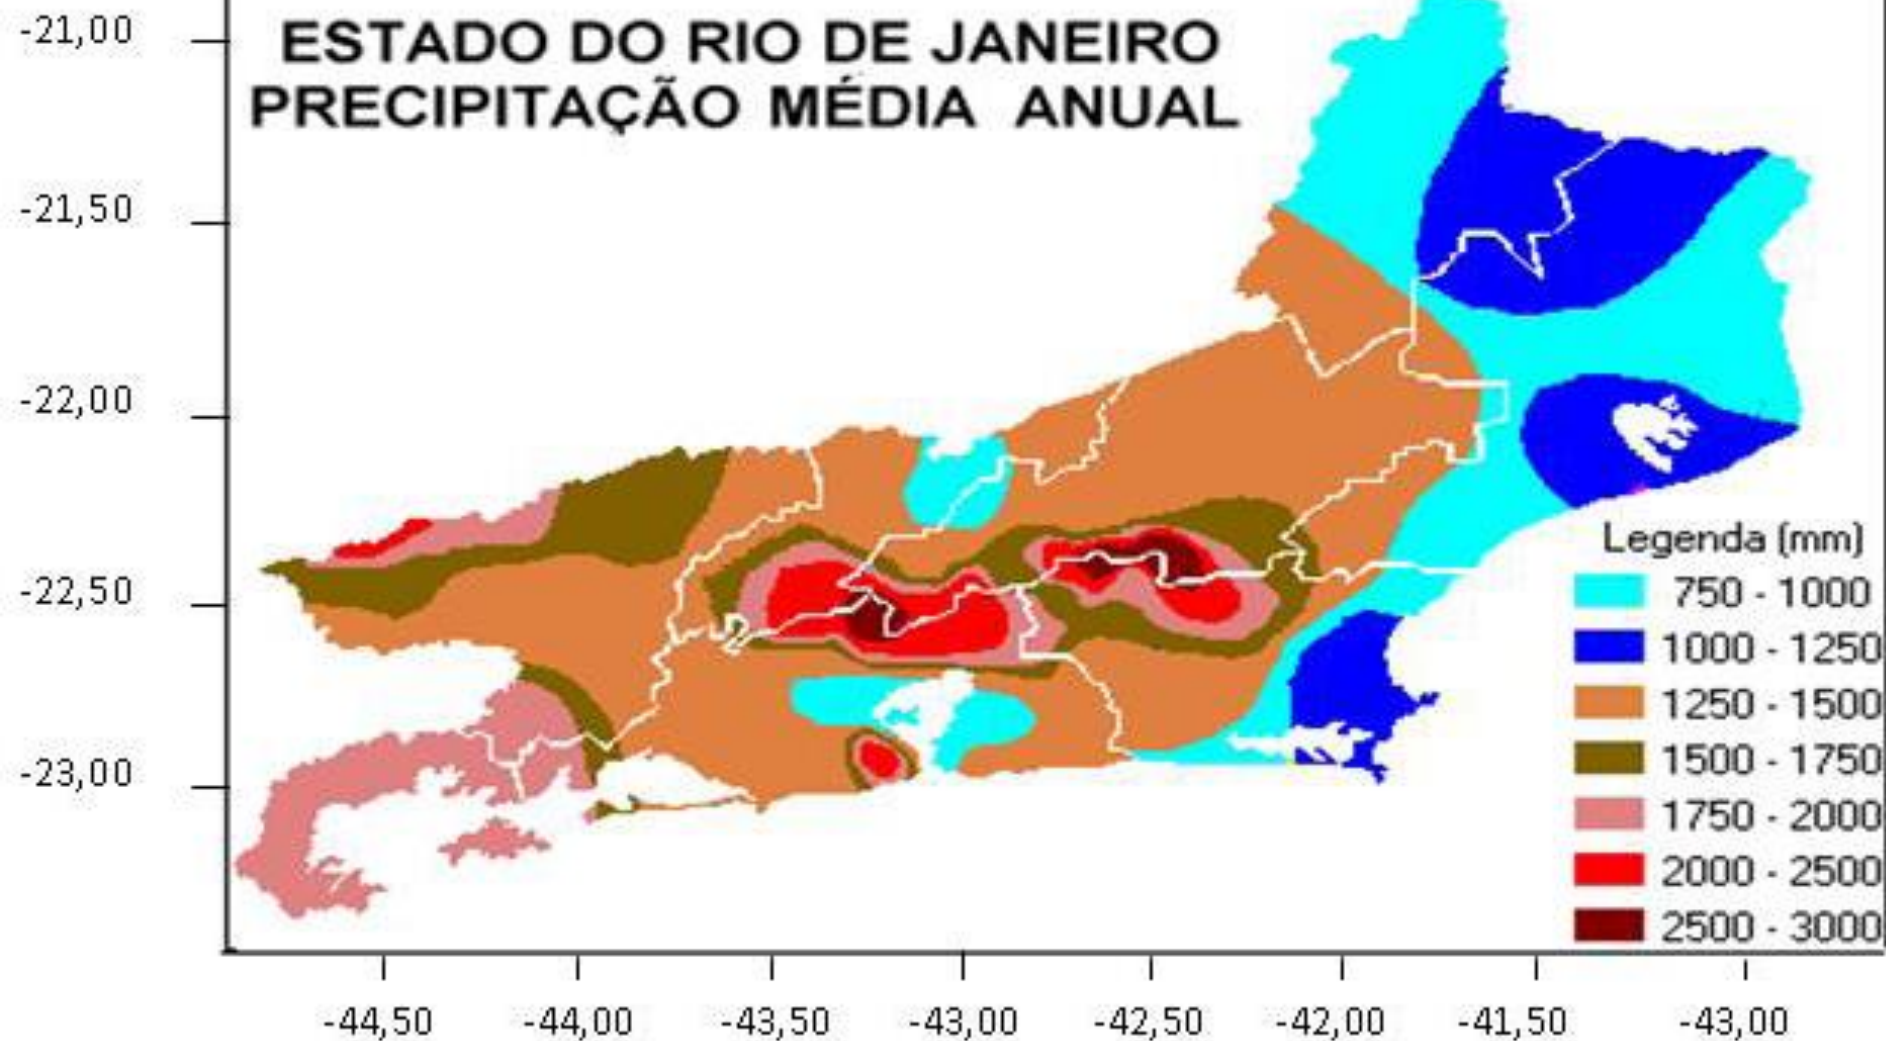 ESTADO DO RIO DE JANEIRO
PRECIPITAÇÃO MÉDIA ANUAL
-21,00
-21,50
-22,00
-22,50
-23,00
Legenda (mm)
750 - 1000
1000 - 1250
1250 - 1500
1500 - 1750
1750 - 2000
2000 - 2500
2500 - 3000
-44,50 -44,00 -43,50 -43,00 -42,50 -42,00 -41,50 -43,00